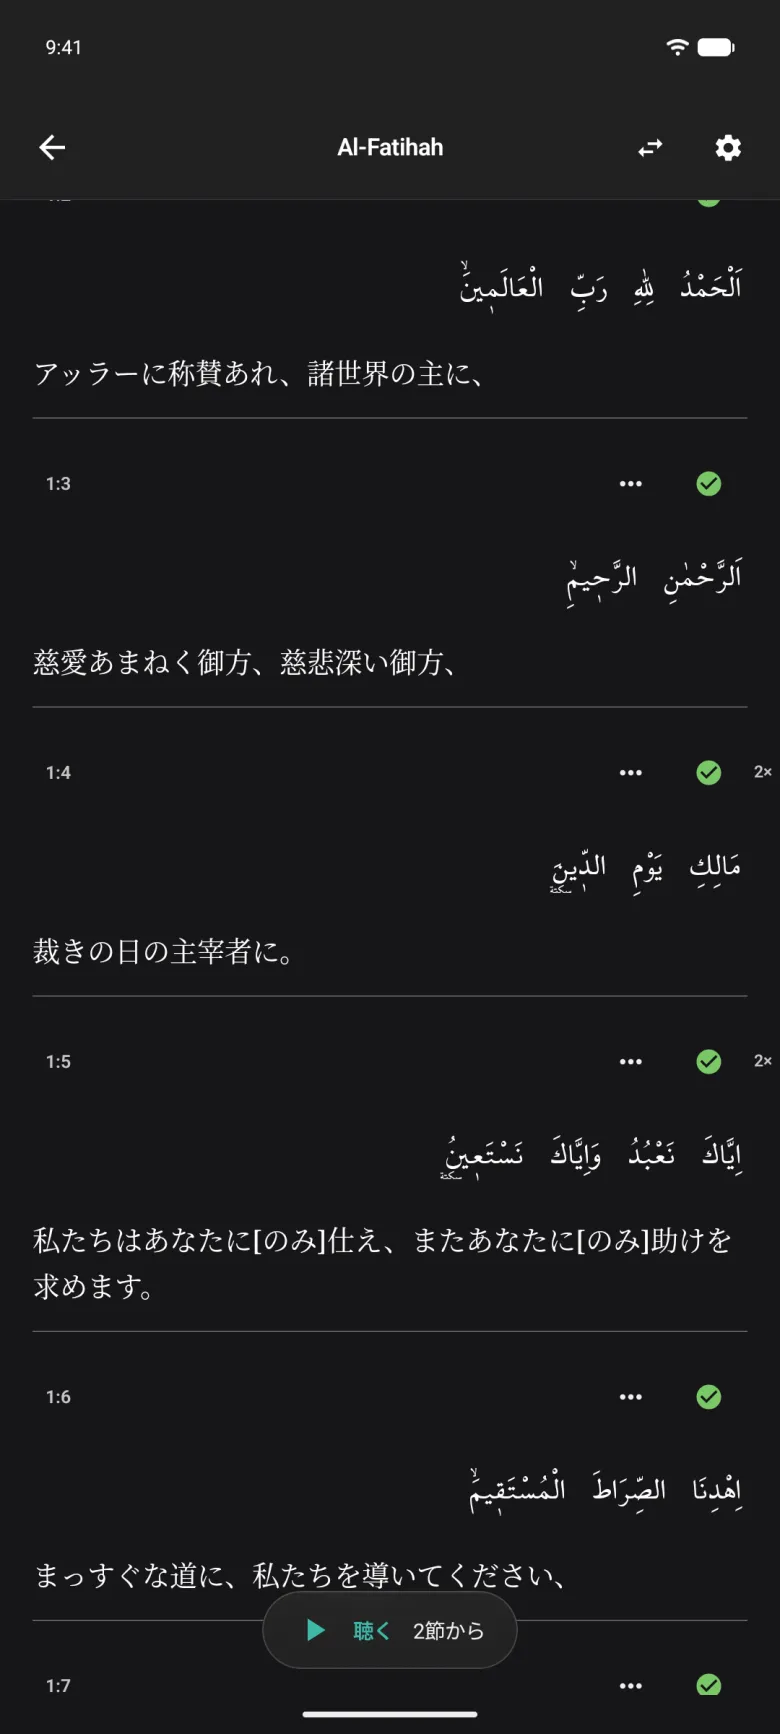 9:41
Al-Fatihah
اَلْحَمْدُ لِلّٰهِ رَبِّ الْعَالَمٖينَۙ
アッラーに称賛あれ、諸世界の主に、
1:3
اَلرَّحْمٰنِ الرَّحٖيمِۙ
慈愛あまねく御方、慈悲深い御方、
1:4
2×
مَالِكِ يَوْمِ الدّٖينِۜ
裁きの日の主宰者に。
1:5
2×
اِيَّاكَ نَعْبُدُ وَاِيَّاكَ نَسْتَعٖينُۜ
私たちはあなたに[のみ]仕え、またあなたに[のみ]助けを
求めます。
1:6
اِهْدِنَا الصِّرَاطَ الْمُسْتَقٖيمَۙ
まっすぐな道に、私たちを導いてください、
聴く 2節から
1:7